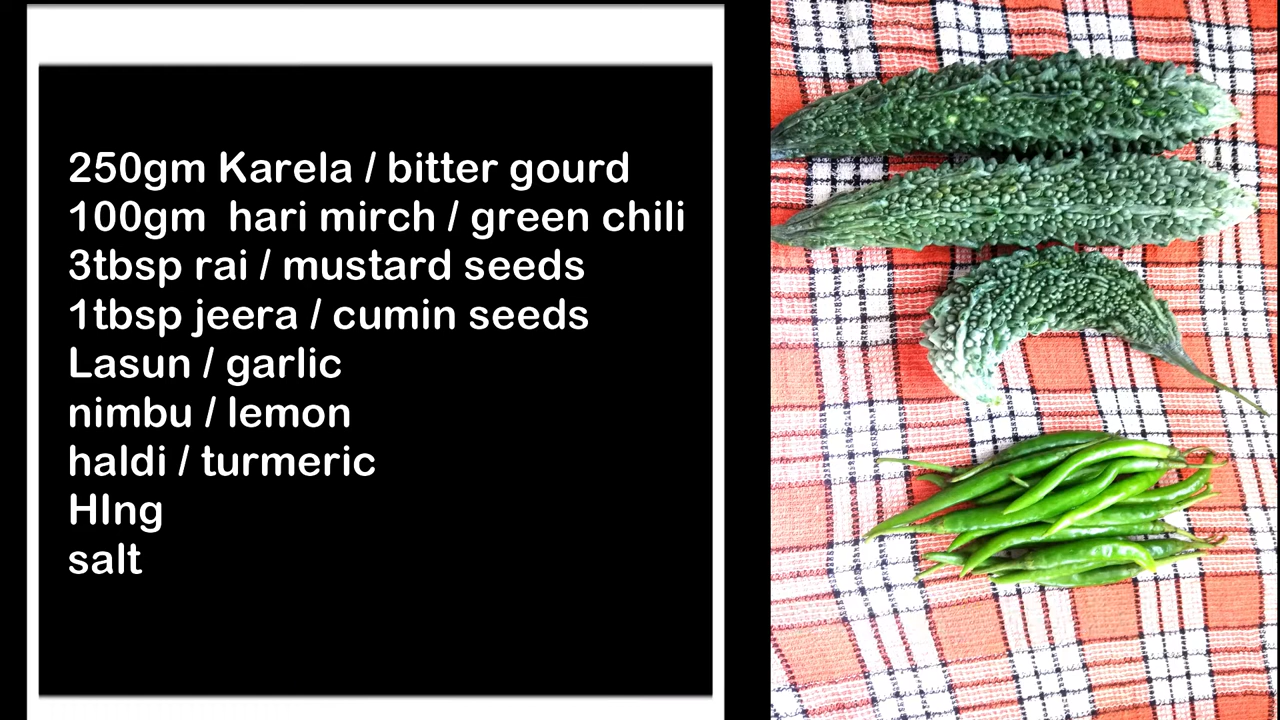 250gm Karela / bitter gourd
100gm hari mirch / green chili
3tbsp rai / mustard seeds
1tbsp jeera / cumin seeds
Lasun / garlic
nimbu / lemon
haldi / turmeric
HIng
salt